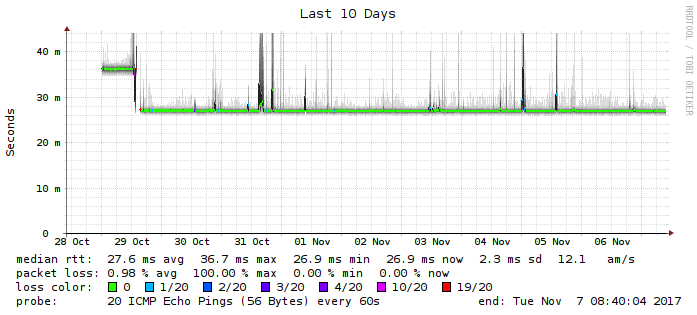 Last 10 Days
RRDTOOL / TOBI OETIKER
Seconds
40 m
30 m
20 m
10 m
0
28 Oct 29 Oct 30 Oct 31 Oct 01 Nov 02 Nov 03 Nov 04 Nov 05 Nov 06 Nov
median rtt: 27.6 ms avg 36.7 ms max 26.9 ms min 26.9 ms now 2.3 ms sd 12.1 am/s
packet loss: 0.98 % avg 100.00 % max 0.00 % min 0.00 % now
loss color: 0 1/20 2/20 3/20 4/20 10/20 19/20
probe: 20 ICMP Echo Pings (56 Bytes) every 60s end: Tue Nov 7 08:40:04 2017